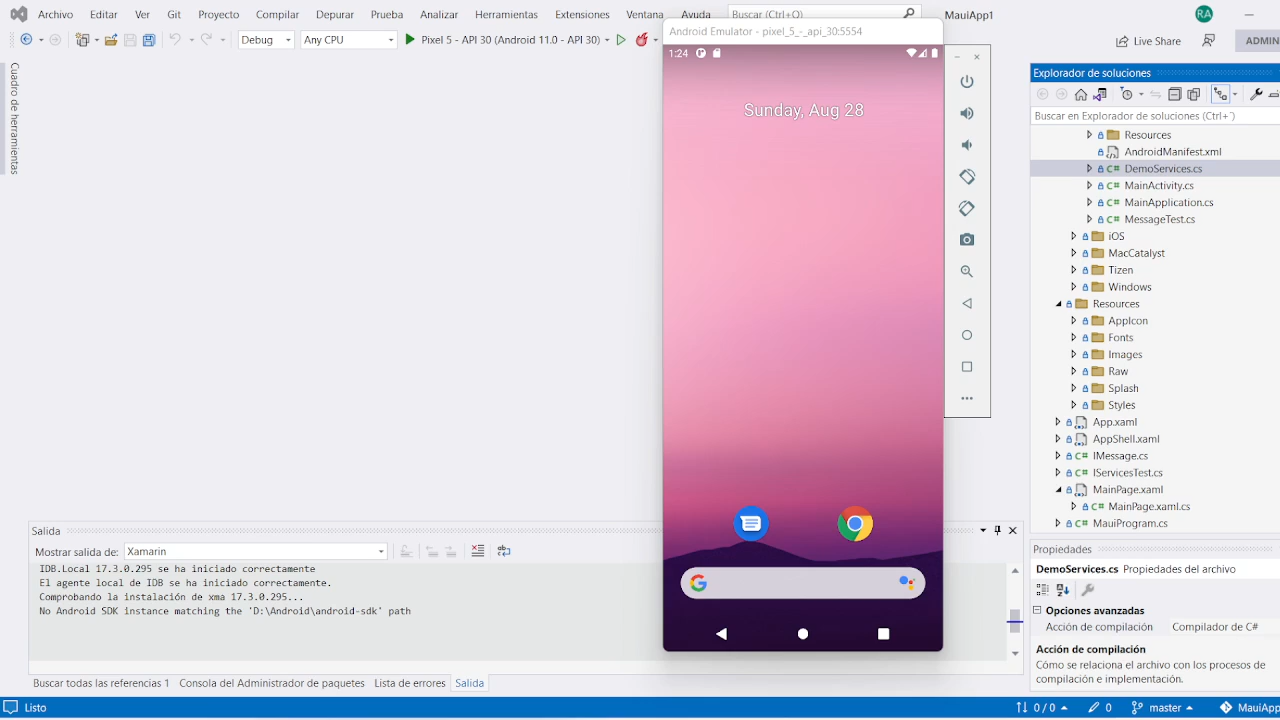 Archivo Editar Ver Git Proyecto Compilar Depurar Prueba Analizar Herramientas Extensiones Ventana Ayuda Buscar (Ctrl+Q) MauiApp1 RA
Debug Any CPU Pixel 5 - API 30 (Android 11.0 - API 30) Live Share ADMIN
Cuadro de herramientas
Android Emulator - pixel_5_-_api_30:5554
1:24
Sunday, Aug 28
Explorador de soluciones
Buscar en Explorador de soluciones (Ctrl+´)
Resources
AndroidManifest.xml
C# DemoServices.cs
C# MainActivity.cs
C# MainApplication.cs
C# MessageTest.cs
iOS
MacCatalyst
Tizen
Windows
Resources
AppIcon
Fonts
Images
Raw
Splash
Styles
App.xaml
AppShell.xaml
C# IMessage.cs
C# IServicesTest.cs
MainPage.xaml
C# MainPage.xaml.cs
C# MauiProgram.cs
Salida
Mostrar salida de: Xamarin
IDB.Local 17.3.0.295 se ha iniciado correctamente
El agente local de IDB se ha iniciado correctamente.
Comprobando la instalación de xma 17.3.0.295...
No Android SDK instance matching the 'D:\Android\android-sdk' path
Buscar todas las referencias 1 Consola del Administrador de paquetes Lista de errores Salida
Propiedades
DemoServices.cs Propiedades del archivo
Opciones avanzadas
Acción de compilación Compilador de C#
Acción de compilación
Cómo se relaciona el archivo con los procesos de compilación e implementación.
Listo 0 / 0 0 master MauiApp